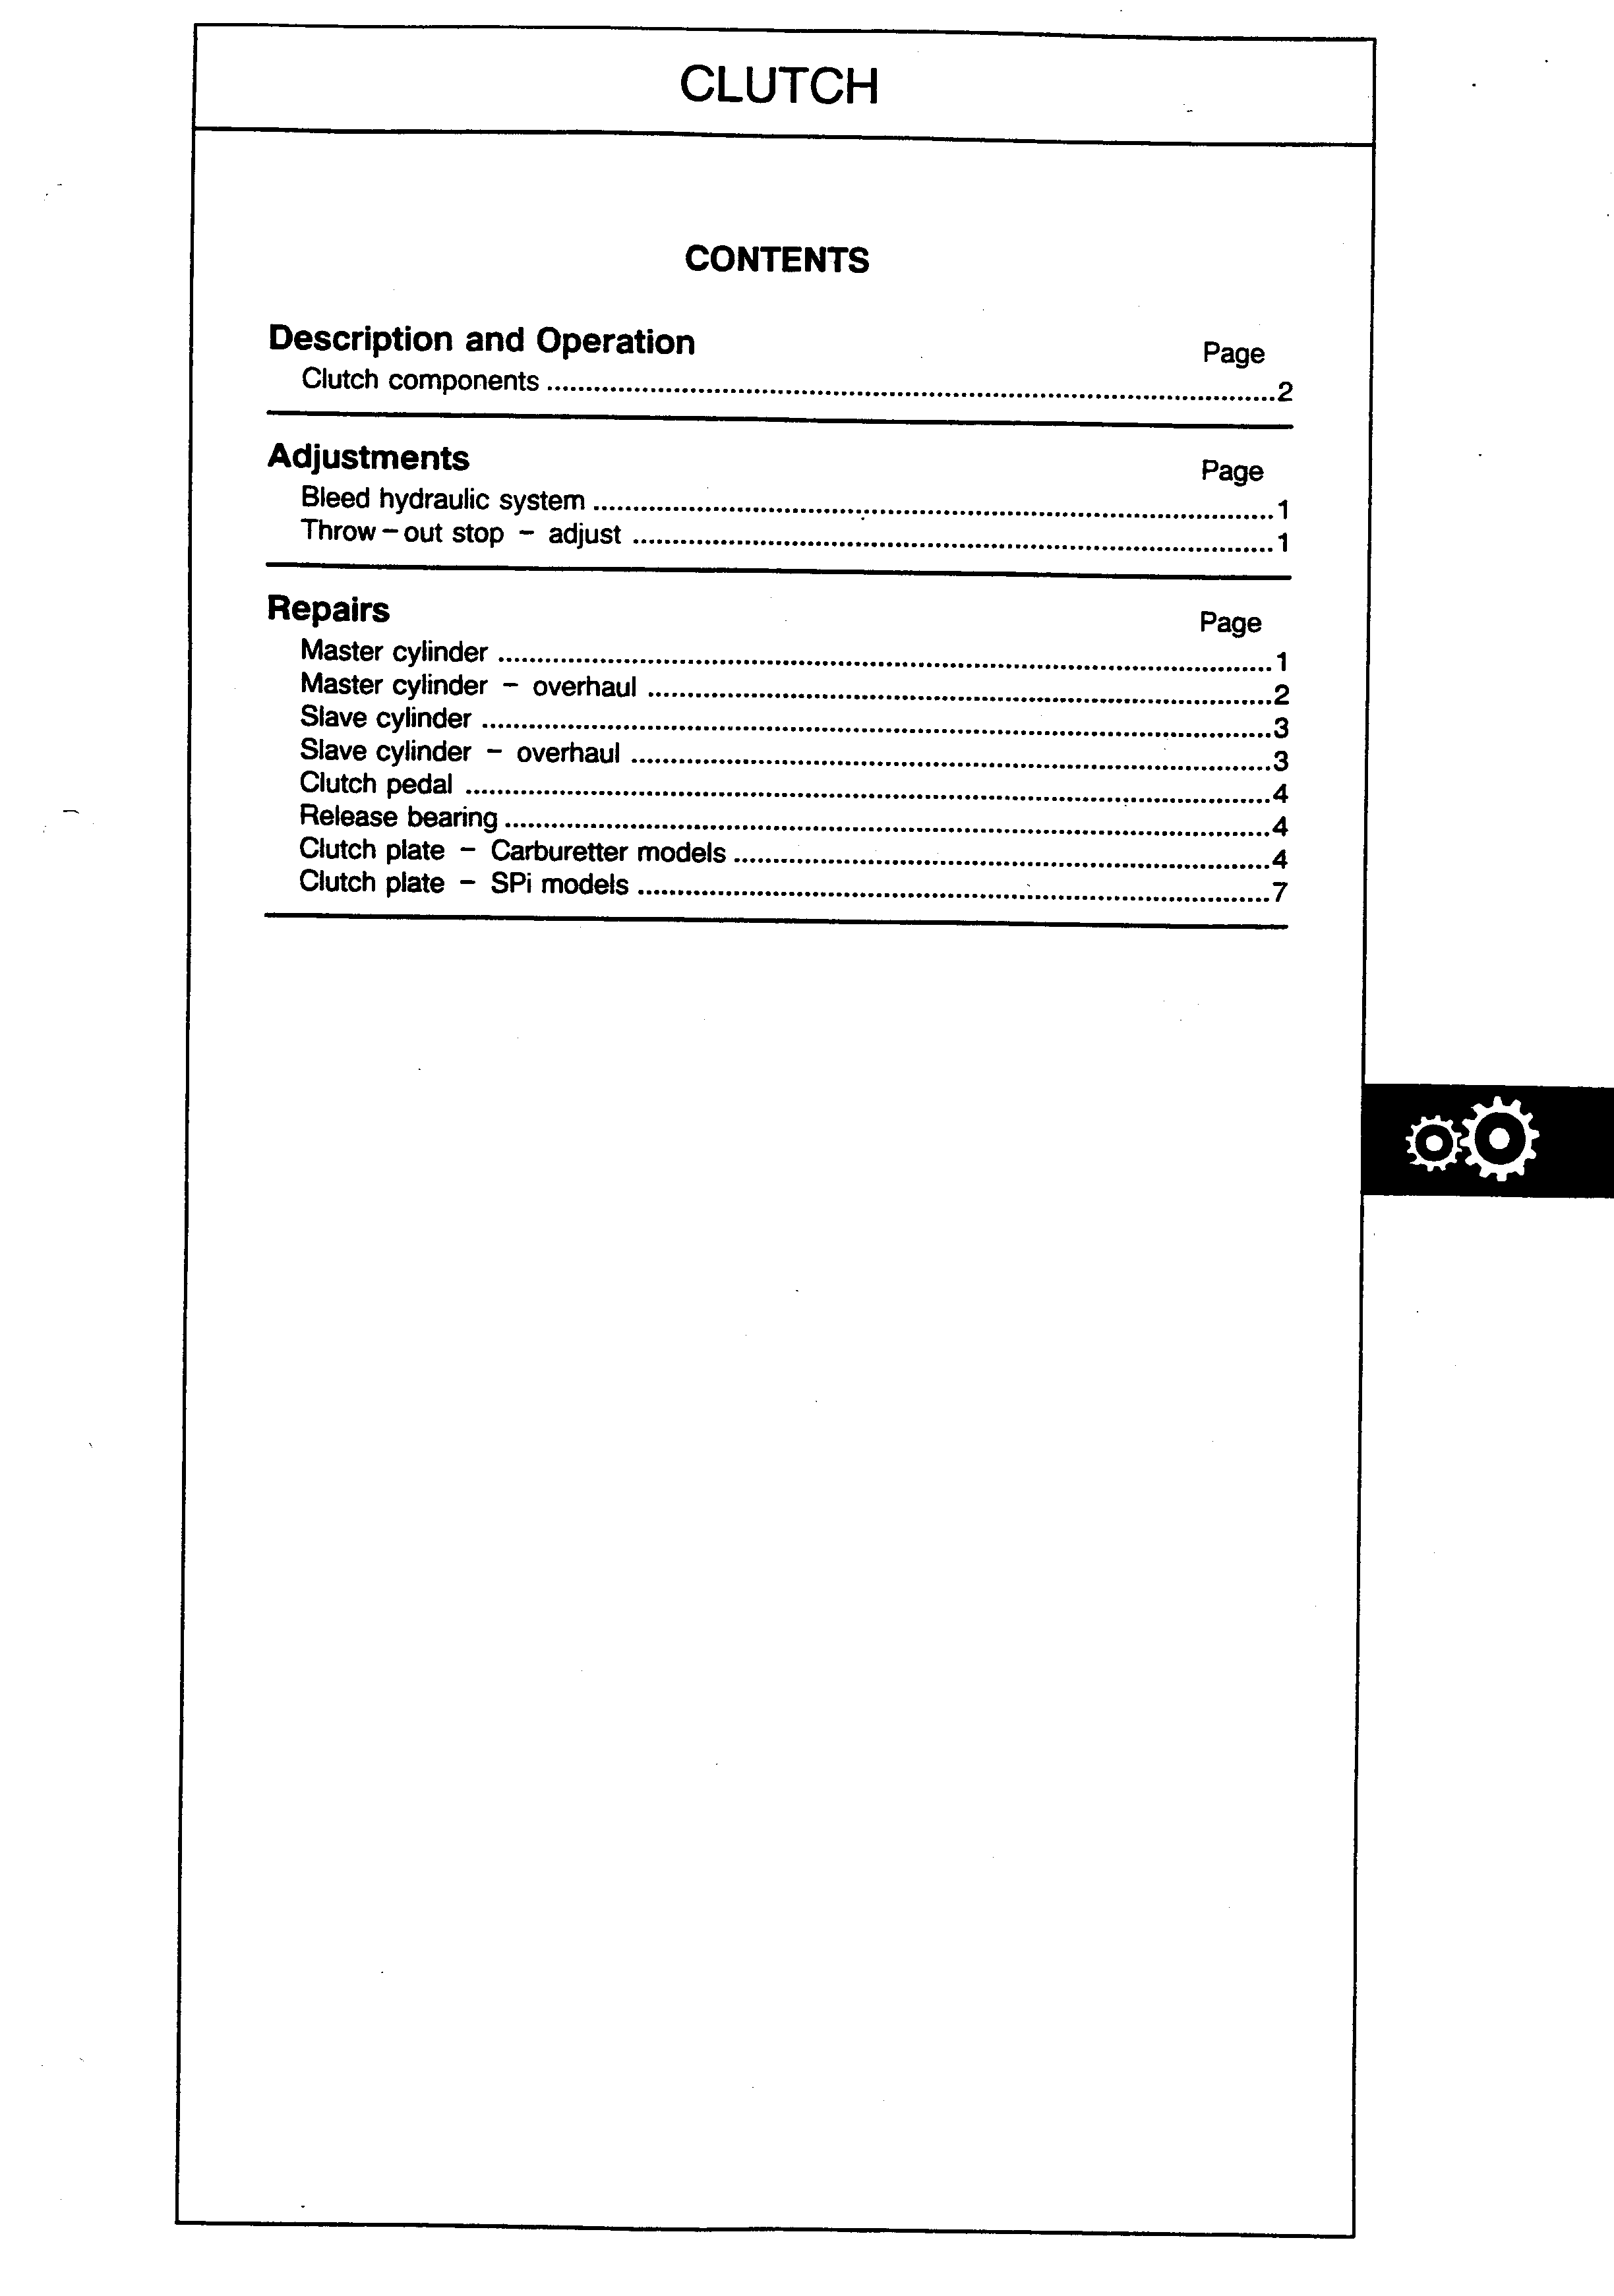 CLUTCH
CONTENTS
Description and Operation Page
Clutch components ........................................................................................ 2
Adjustments Page
Bleed hydraulic system ........................................................................................ 1
Throw – out stop – adjust ........................................................................................ 1
Repairs Page
Master cylinder ........................................................................................ 1
Master cylinder – overhaul ........................................................................................ 2
Slave cylinder ........................................................................................ 3
Slave cylinder – overhaul ........................................................................................ 3
Clutch pedal ........................................................................................ 4
Release bearing ........................................................................................ 4
Clutch plate – Carburetter models ........................................................................................ 4
Clutch plate – SPi models ........................................................................................ 7